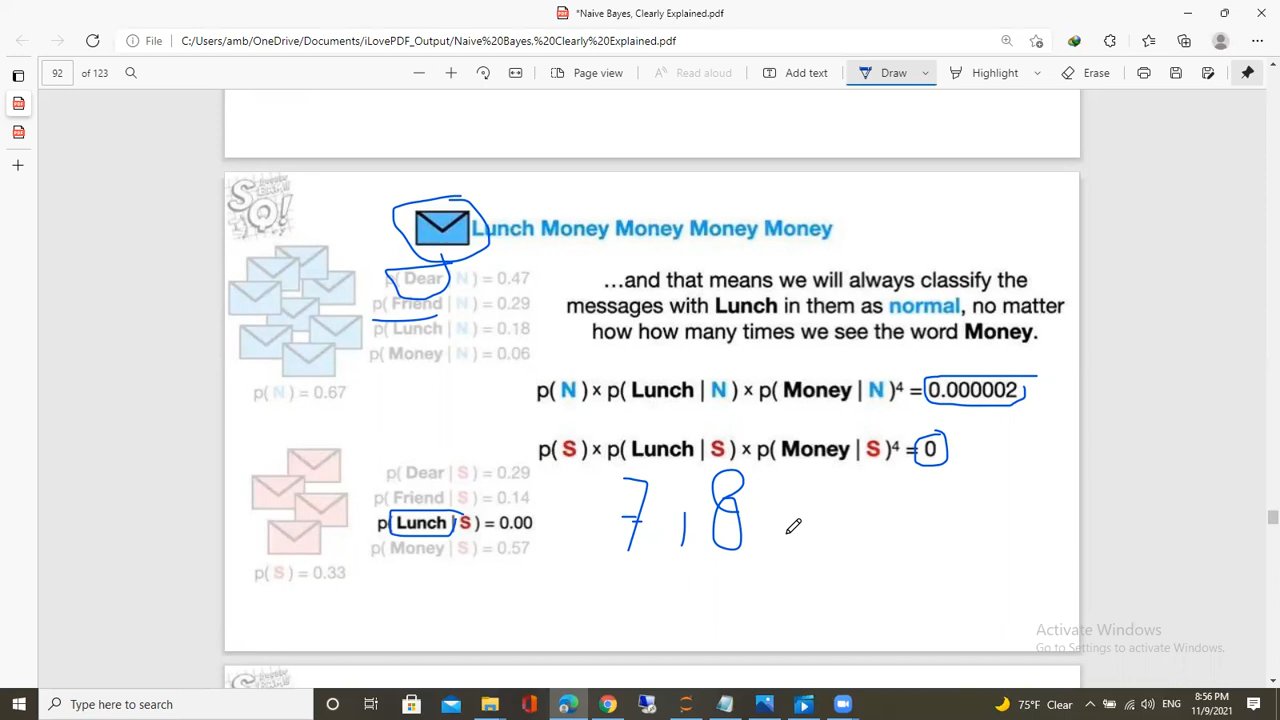 *Naive Bayes, Clearly Explained.pdf
File C:/Users/amb/OneDrive/Documents/iLovePDF_Output/Naive%20Bayes,%20Clearly%20Explained.pdf
92 of 123 Page view Read aloud Add text Draw Highlight Erase
SQ!
Lunch Money Money Money Money
p( Dear | N ) = 0.47
p( Friend | N ) = 0.29
p( Lunch | N ) = 0.18
p( Money | N ) = 0.06
p( N ) = 0.67
…and that means we will always classify the
messages with Lunch in them as normal, no matter
how how many times we see the word Money.
p( N ) x p( Lunch | N ) x p( Money | N )⁴ = 0.000002
p( S ) x p( Lunch | S ) x p( Money | S )⁴ = 0
p( Dear | S ) = 0.29
p( Friend | S ) = 0.14
p( Lunch | S ) = 0.00
p( Money | S ) = 0.57
p( S ) = 0.33
7 , 8
Activate Windows
Go to Settings to activate Windows.
Type here to search
75°F Clear
8:56 PM
11/9/2021